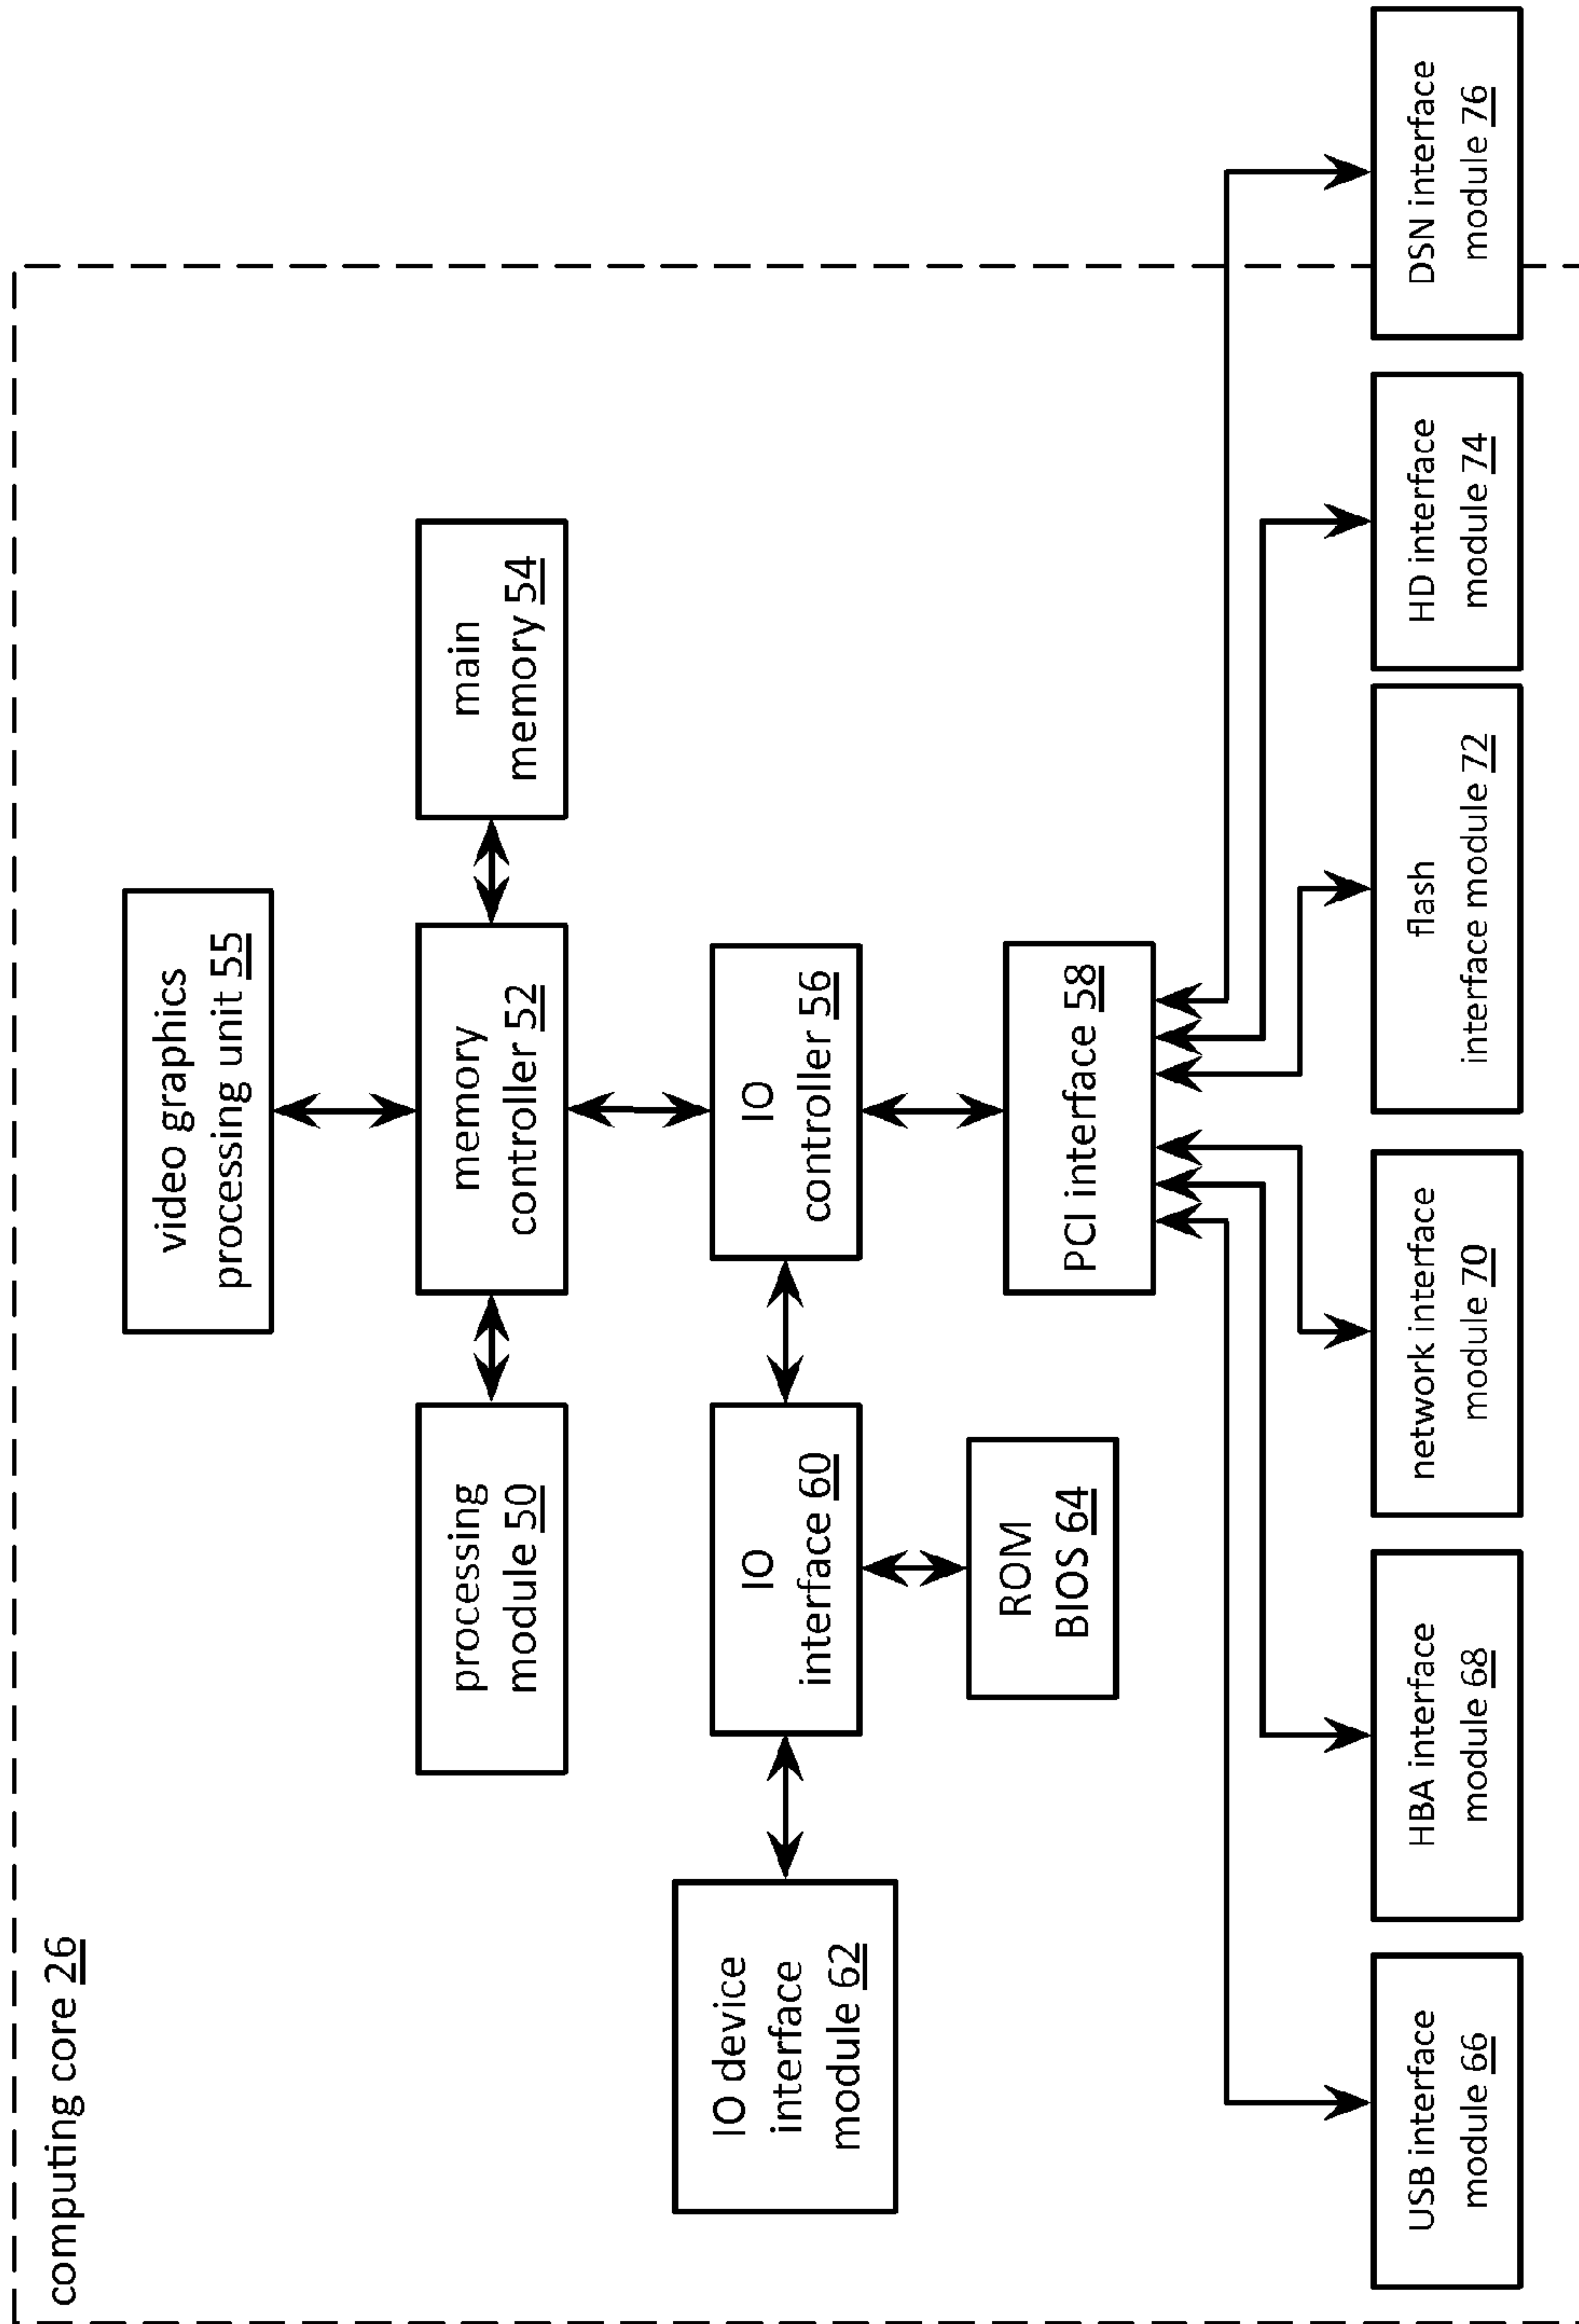 computing core 26
video graphics
processing unit 55
processing
module 50
memory
controller 52
main
memory 54
IO device
interface
module 62
IO
interface 60
IO
controller 56
ROM
BIOS 64
PCI interface 58
USB interface
module 66
HBA interface
module 68
network interface
module 70
flash
interface module 72
HD interface
module 74
DSN interface
module 76